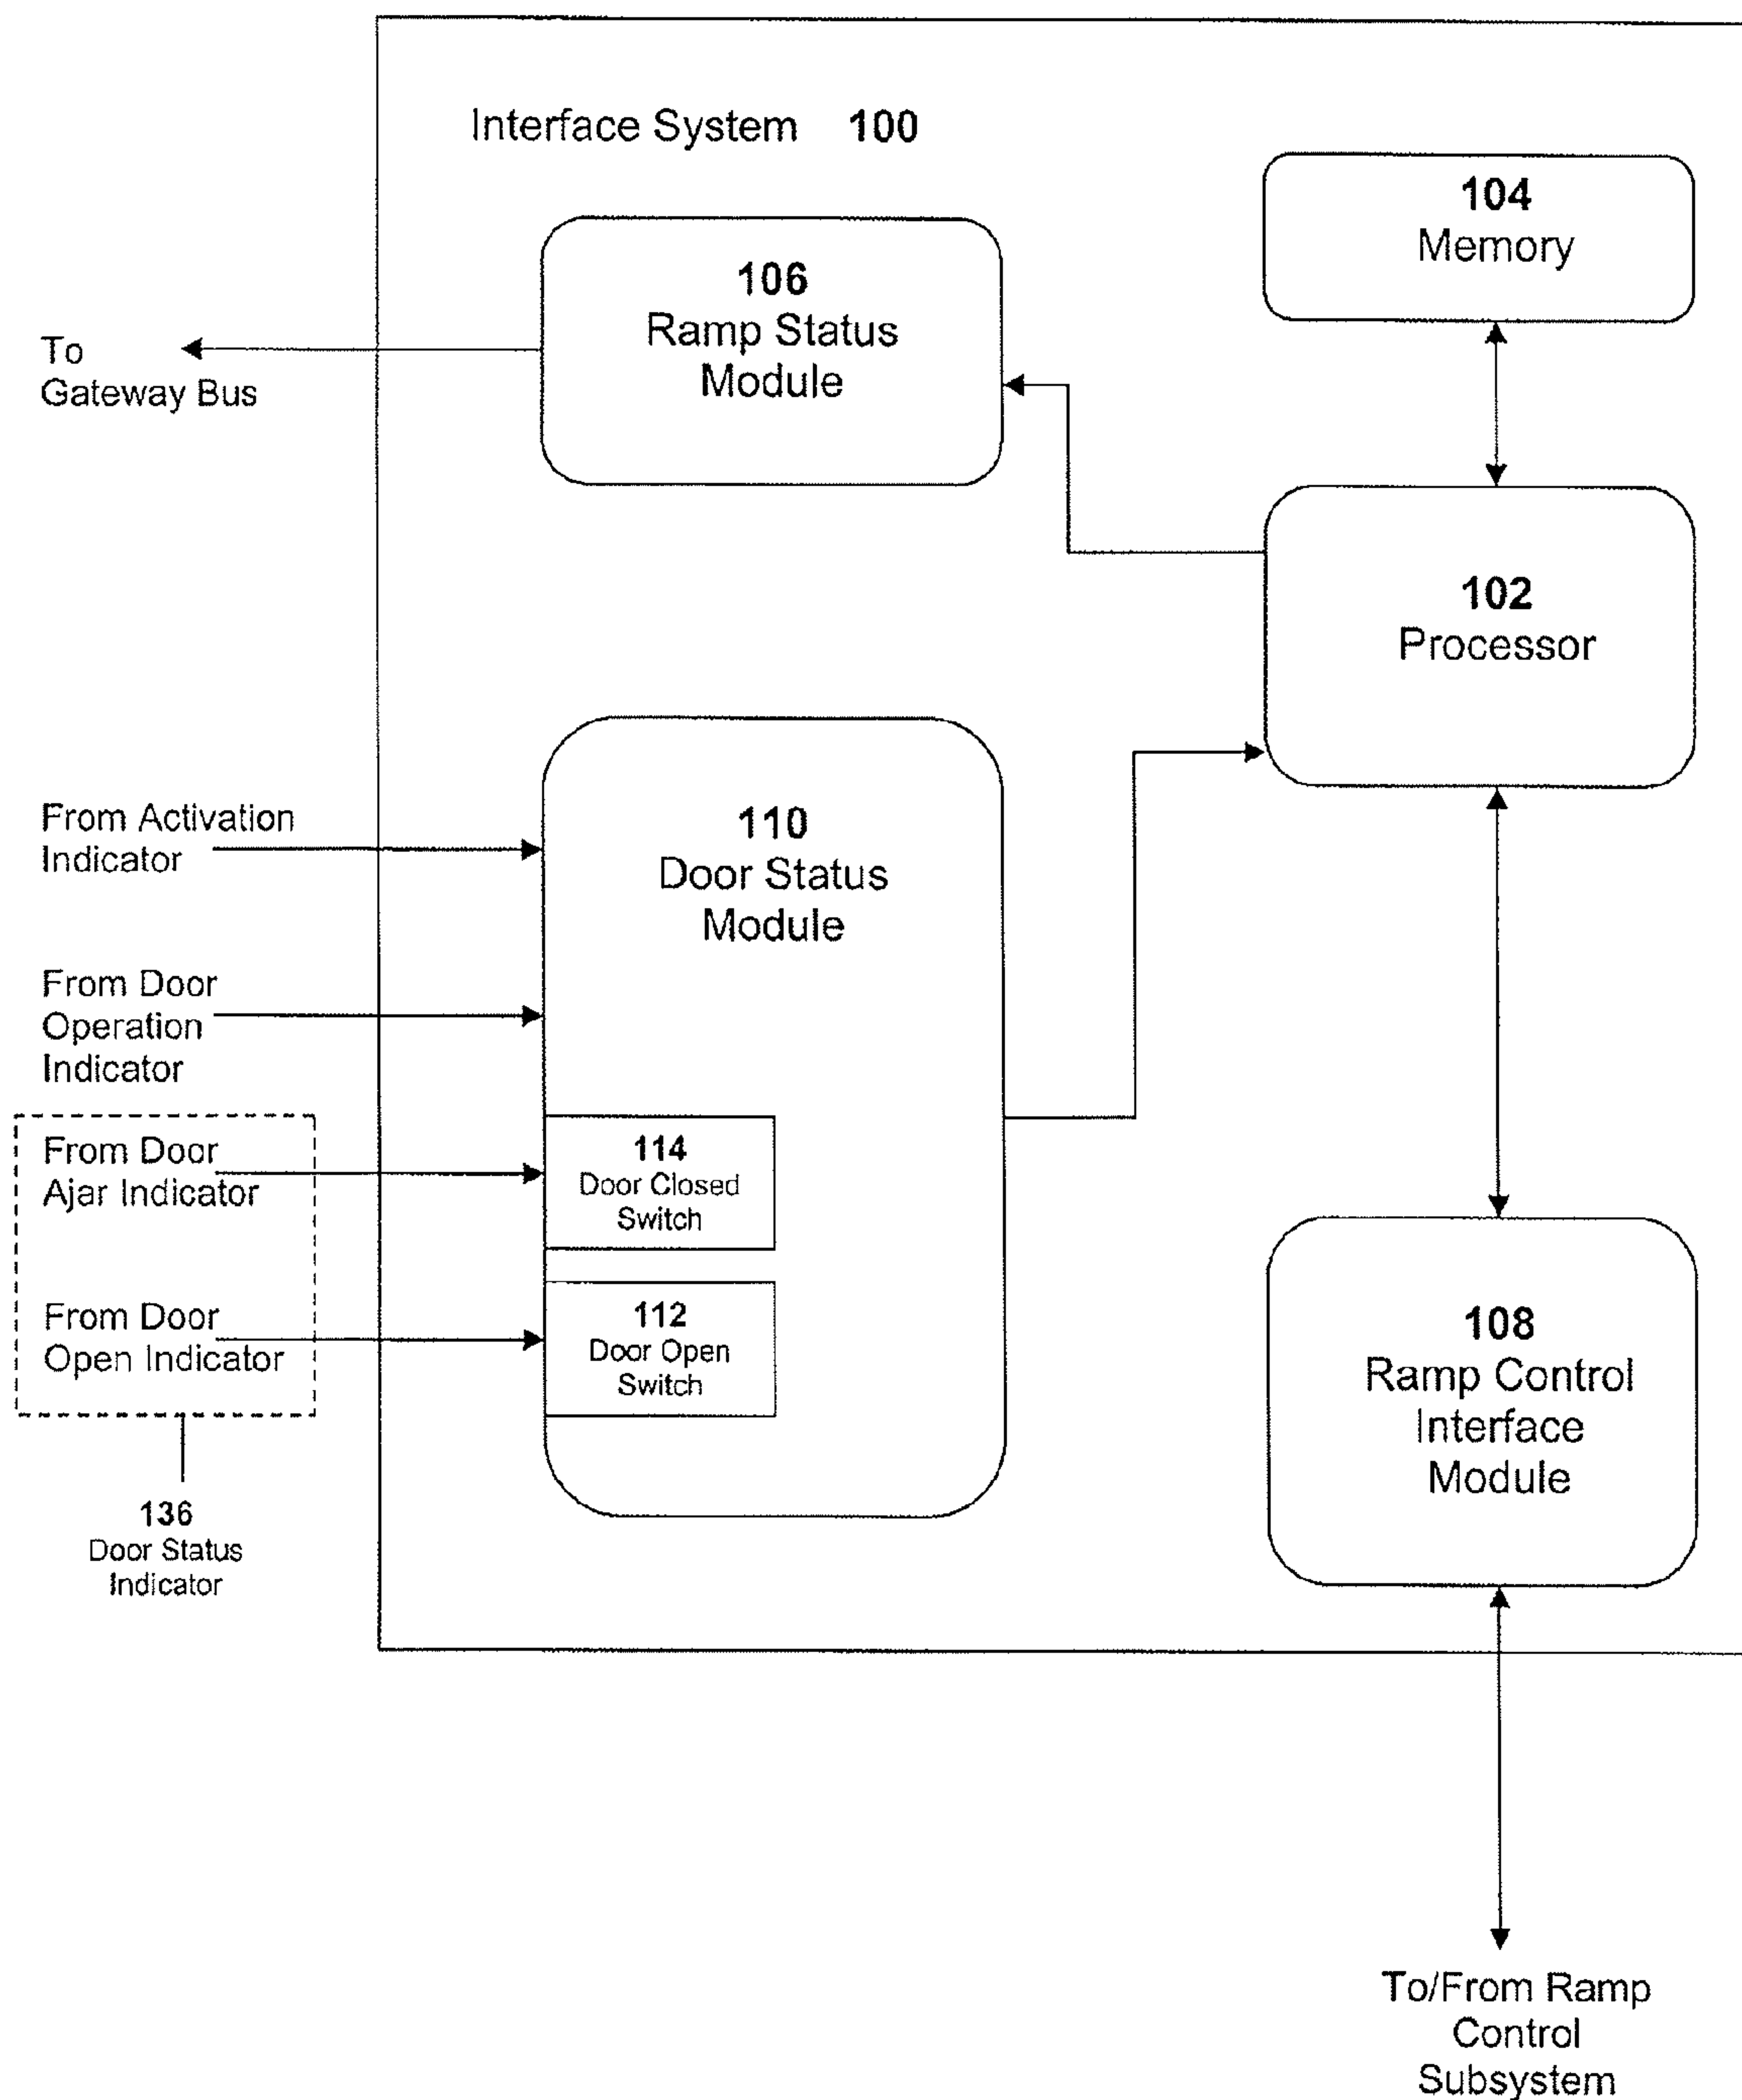 Interface System 100
104
Memory
106
Ramp Status
Module
To
Gateway Bus
102
Processor
From Activation
Indicator
110
Door Status
Module
From Door
Operation
Indicator
From Door
Ajar Indicator
114
Door Closed
Switch
From Door
Open Indicator
112
Door Open
Switch
108
Ramp Control
Interface
Module
136
Door Status
Indicator
To/From Ramp
Control
Subsystem